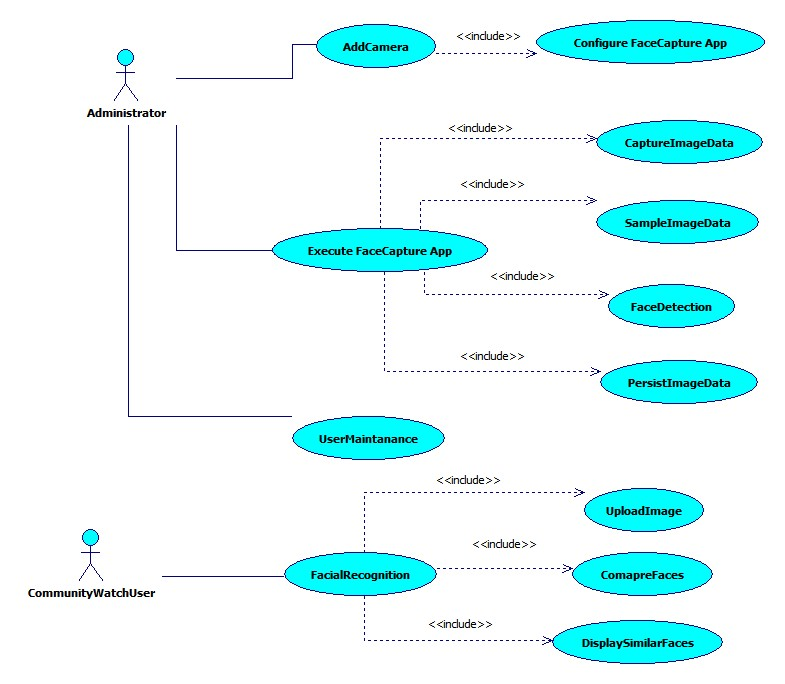 <<include>>
AddCamera
Configure FaceCapture App
Administrator
<<include>>
CaptureImageData
<<include>>
SampleImageData
Execute FaceCapture App
<<include>>
FaceDetection
<<include>>
PersistImageData
UserMaintanance
<<include>>
UploadImage
<<include>>
FacialRecognition
ComapreFaces
CommunityWatchUser
<<include>>
DisplaySimilarFaces